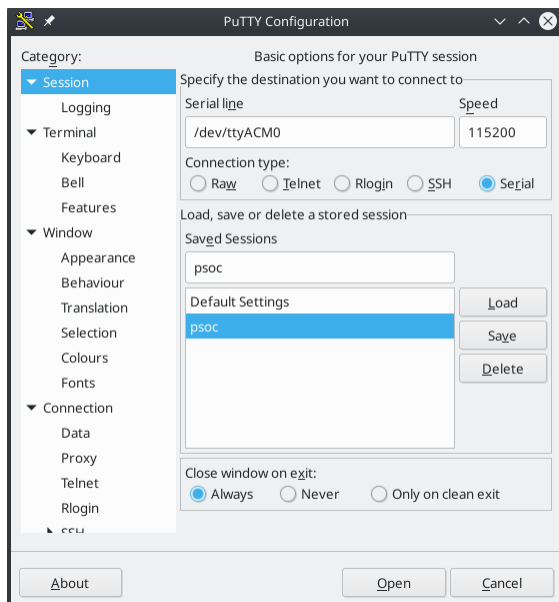 PuTTY Configuration
Category:
Session
Logging
Terminal
Keyboard
Bell
Features
Window
Appearance
Behaviour
Translation
Selection
Colours
Fonts
Connection
Data
Proxy
Telnet
Rlogin
SSH
Basic options for your PuTTY session
Specify the destination you want to connect to
Serial line Speed
/dev/ttyACM0 115200
Connection type:
Raw Telnet Rlogin SSH Serial
Load, save or delete a stored session
Saved Sessions
psoc
Default Settings
psoc
Load
Save
Delete
Close window on exit:
Always Never Only on clean exit
About Open Cancel